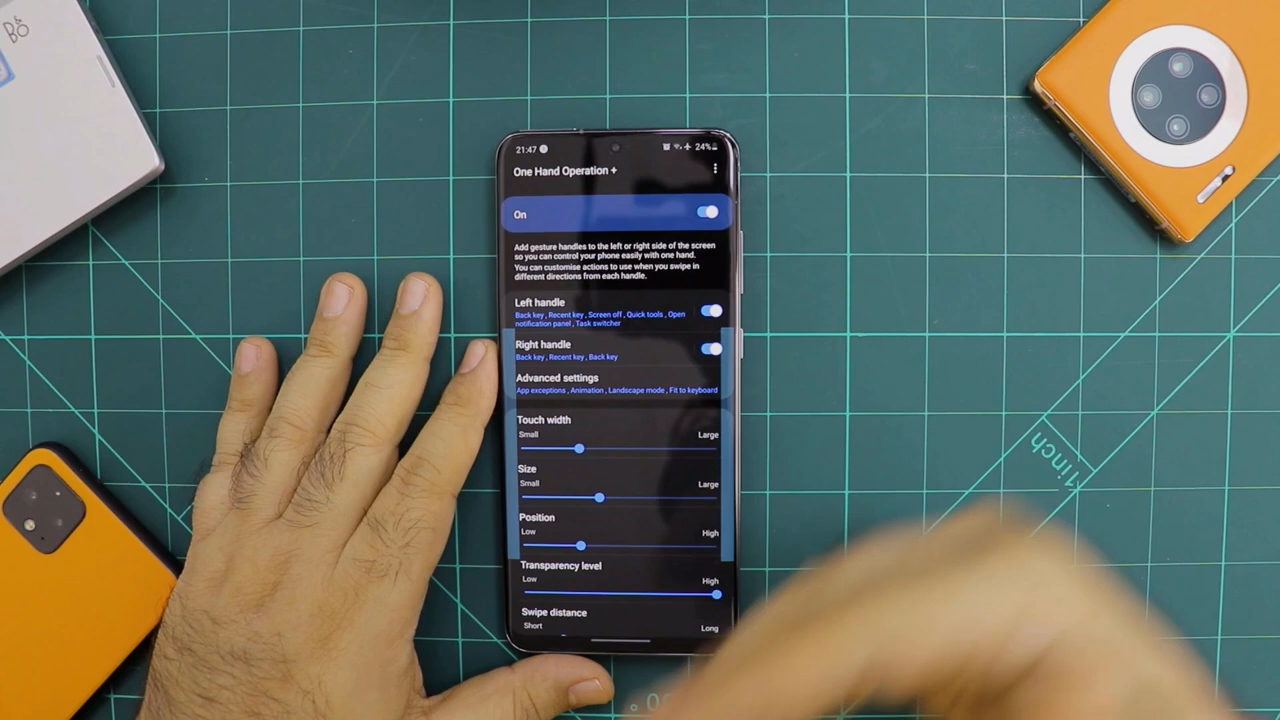 B&O
21:47
24%
One Hand Operation +
On
Add gesture handles to the left or right side of the screen
so you can control your phone easily with one hand.
You can customise actions to use when you swipe in
different directions from each handle.
Left handle
Back key , Recent key , Screen off , Quick tools , Open
notification panel , Task switcher
Right handle
Back key , Recent key , Back key
Advanced settings
App exceptions , Animation , Landscape mode , Fit to keyboard
Touch width
Small Large
Size
Small Large
Position
Low High
Transparency level
Low High
Swipe distance
Short Long
1inch